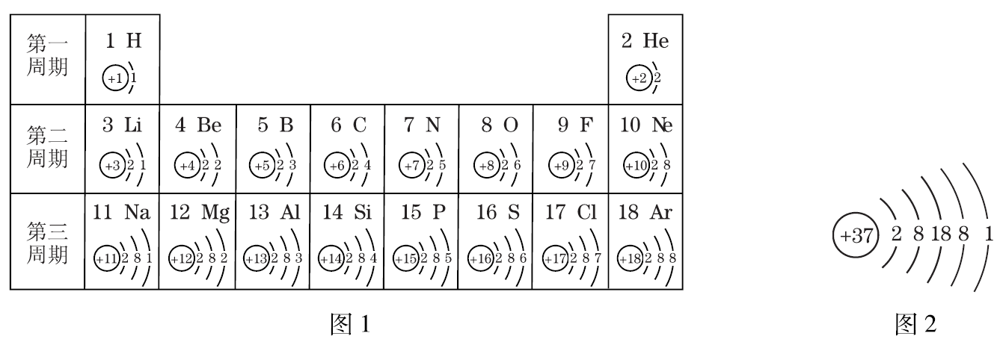 第一周期 1 H 2 He
+1 1 +2 2
第二周期 3 Li 4 Be 5 B 6 C 7 N 8 O 9 F 10 Ne
+3 2 1 +4 2 2 +5 2 3 +6 2 4 +7 2 5 +8 2 6 +9 2 7 +10 2 8
第三周期 11 Na 12 Mg 13 Al 14 Si 15 P 16 S 17 Cl 18 Ar
+11 2 8 1 +12 2 8 2 +13 2 8 3 +14 2 8 4 +15 2 8 5 +16 2 8 6 +17 2 8 7 +18 2 8 8
图 1
+37 2 8 18 8 1
图 2